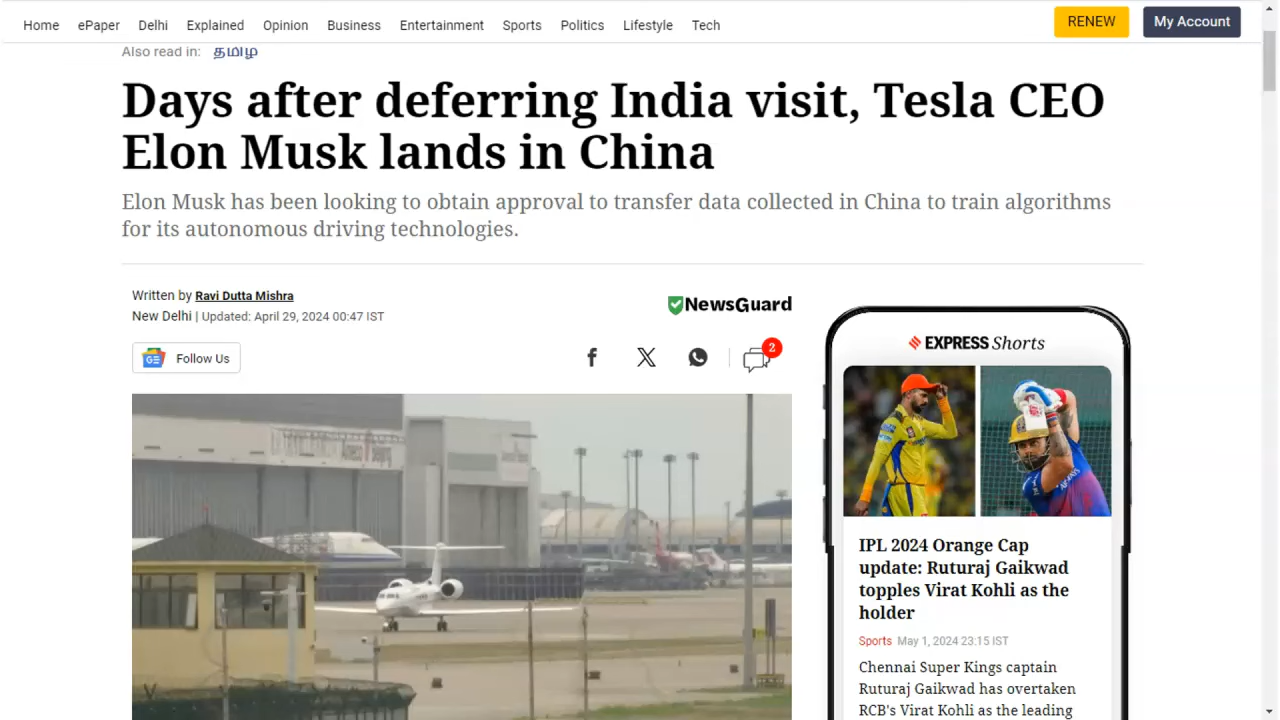 Home ePaper Delhi Explained Opinion Business Entertainment Sports Politics Lifestyle Tech RENEW My Account
Also read in: தமிழ்
Days after deferring India visit, Tesla CEO
Elon Musk lands in China
Elon Musk has been looking to obtain approval to transfer data collected in China to train algorithms
for its autonomous driving technologies.
Written by Ravi Dutta Mishra
New Delhi | Updated: April 29, 2024 00:47 IST
NewsGuard
Follow Us
2
EXPRESS Shorts
IPL 2024 Orange Cap
update: Ruturaj Gaikwad
topples Virat Kohli as the
holder
Sports May 1, 2024 23:15 IST
Chennai Super Kings captain
Ruturaj Gaikwad has overtaken
RCB's Virat Kohli as the leading